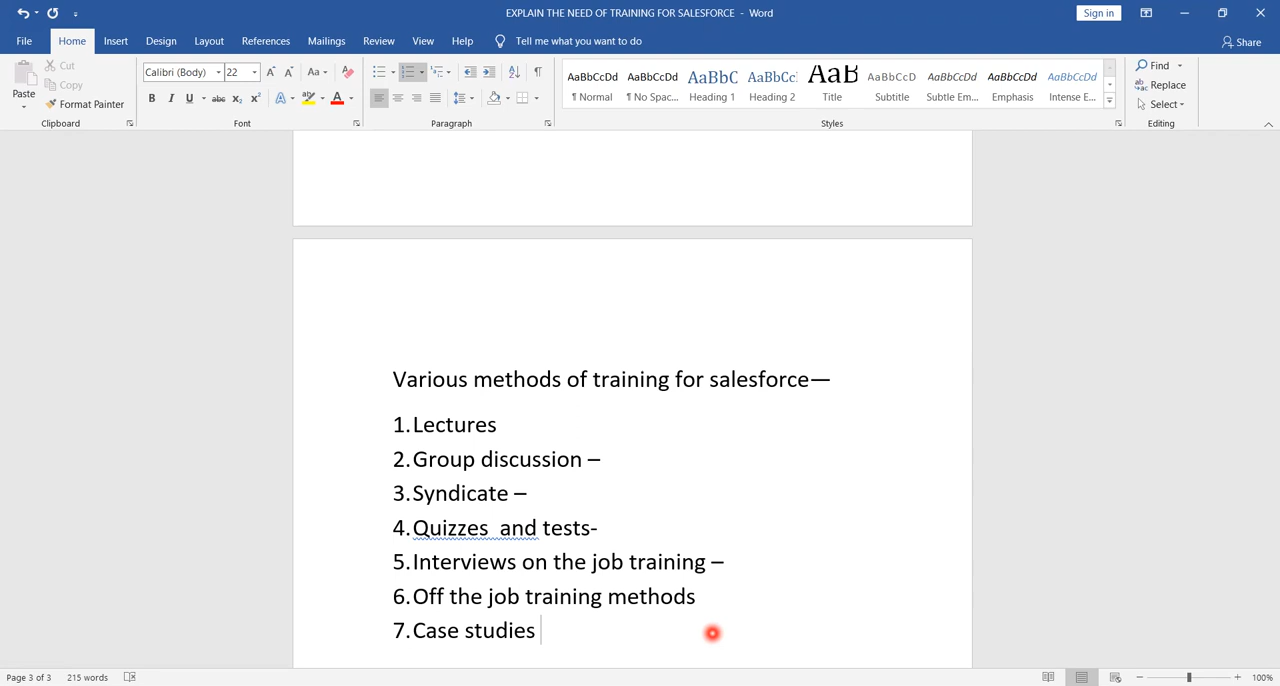 EXPLAIN THE NEED OF TRAINING FOR SALESFORCE - Word
Sign in
File Home Insert Design Layout References Mailings Review View Help Tell me what you want to do
Share
Paste
Cut
Copy
Format Painter
Clipboard
Calibri (Body) 22
Aa
B I U abc X₂ X²
A
Font
Paragraph
AaBbCcDd AaBbCcDd AaBbC AaBbCc AaB AaBbCcD AaBbCcDd AaBbCcDd AaBbCcDd
¶ Normal ¶ No Spac... Heading 1 Heading 2 Title Subtitle Subtle Em... Emphasis Intense E...
Styles
Find
Replace
Select
Editing
Various methods of training for salesforce—
1. Lectures
2. Group discussion –
3. Syndicate –
4. Quizzes  and tests-
5. Interviews on the job training –
6. Off the job training methods
7. Case studies
Page 3 of 3 215 words
100%